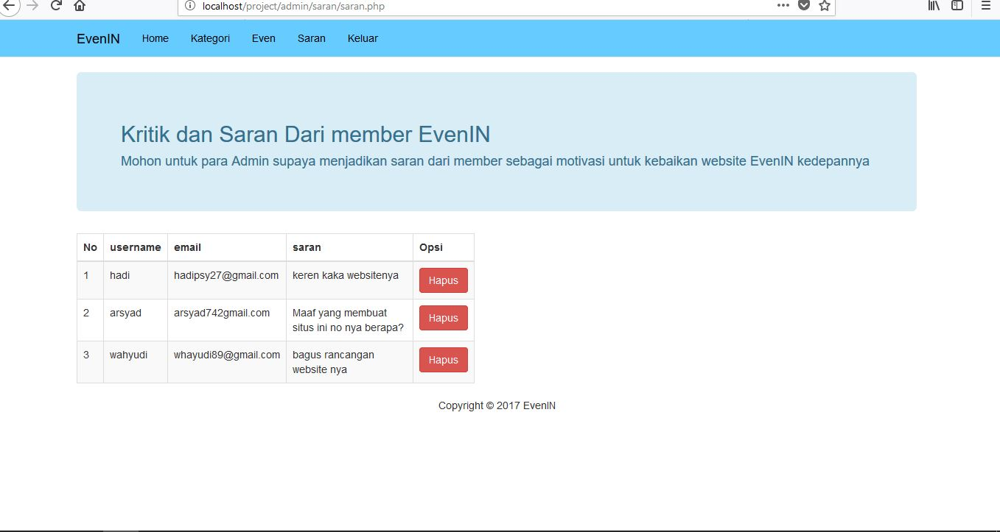 localhost/project/admin/saran/saran.php
EvenIN Home Kategori Even Saran Keluar
Kritik dan Saran Dari member EvenIN
Mohon untuk para Admin supaya menjadikan saran dari member sebagai motivasi untuk kebaikan website EvenIN kedepannya
No username email saran Opsi
1 hadi hadipsy27@gmail.com keren kaka websitenya Hapus
2 arsyad arsyad742gmail.com Maaf yang membuat
situs ini no nya berapa? Hapus
3 wahyudi whayudi89@gmail.com bagus rancangan
website nya Hapus
Copyright © 2017 EvenIN